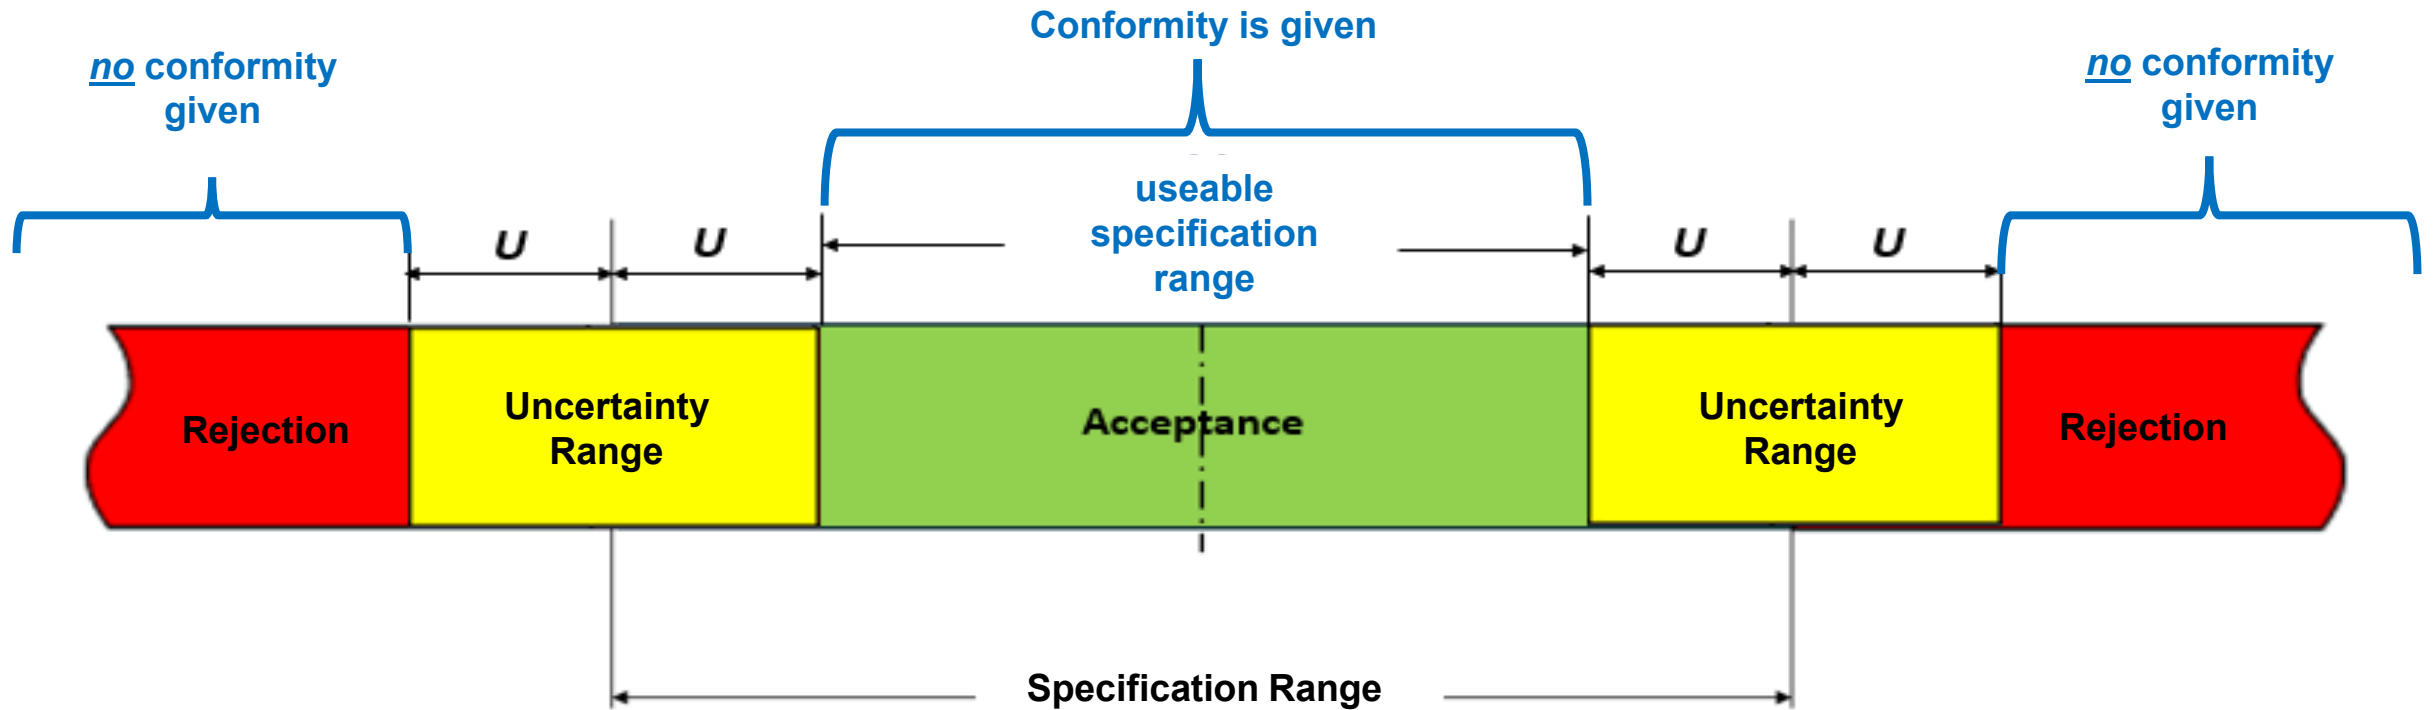 Conformity is given
no conformity
given
no conformity
given
useable
specification
range
U
U
U
U
Rejection
Uncertainty
Range
Acceptance
Uncertainty
Range
Rejection
Specification Range